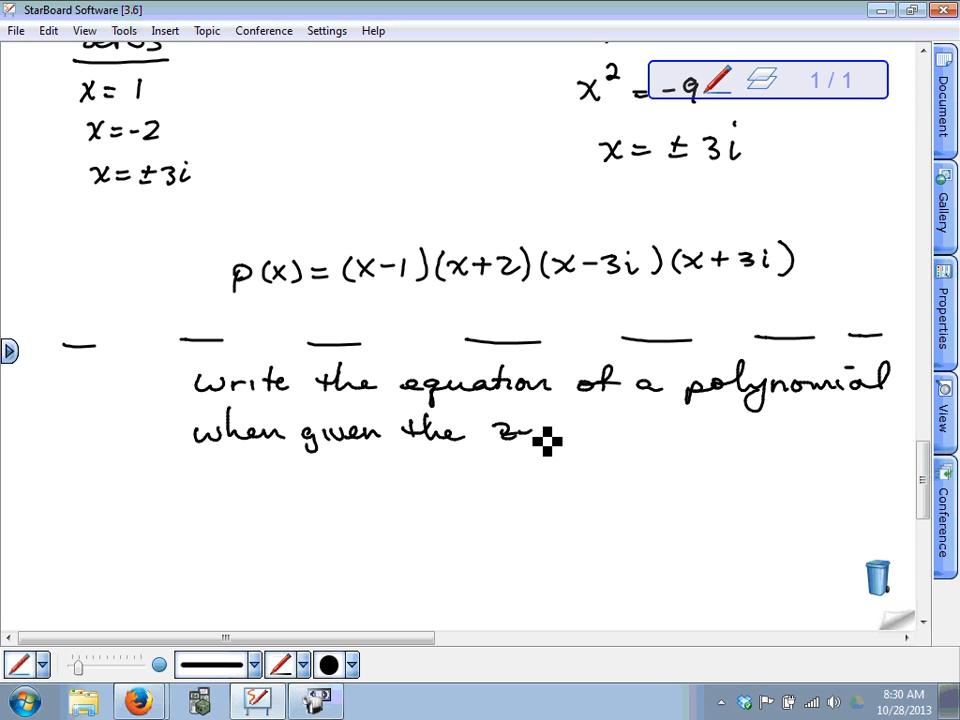 StarBoard Software [3.6]
File Edit View Tools Insert Topic Conference Settings Help
x = 1
x = -2
x = ±3i
x² = -9
1 / 1
x = ± 3i
p(x) = (x-1)(x+2)(x-3i)(x+3i)
write the equation of a polynomial
when given the
Document
Gallery
Properties
View
Conference
8:30 AM
10/28/2013